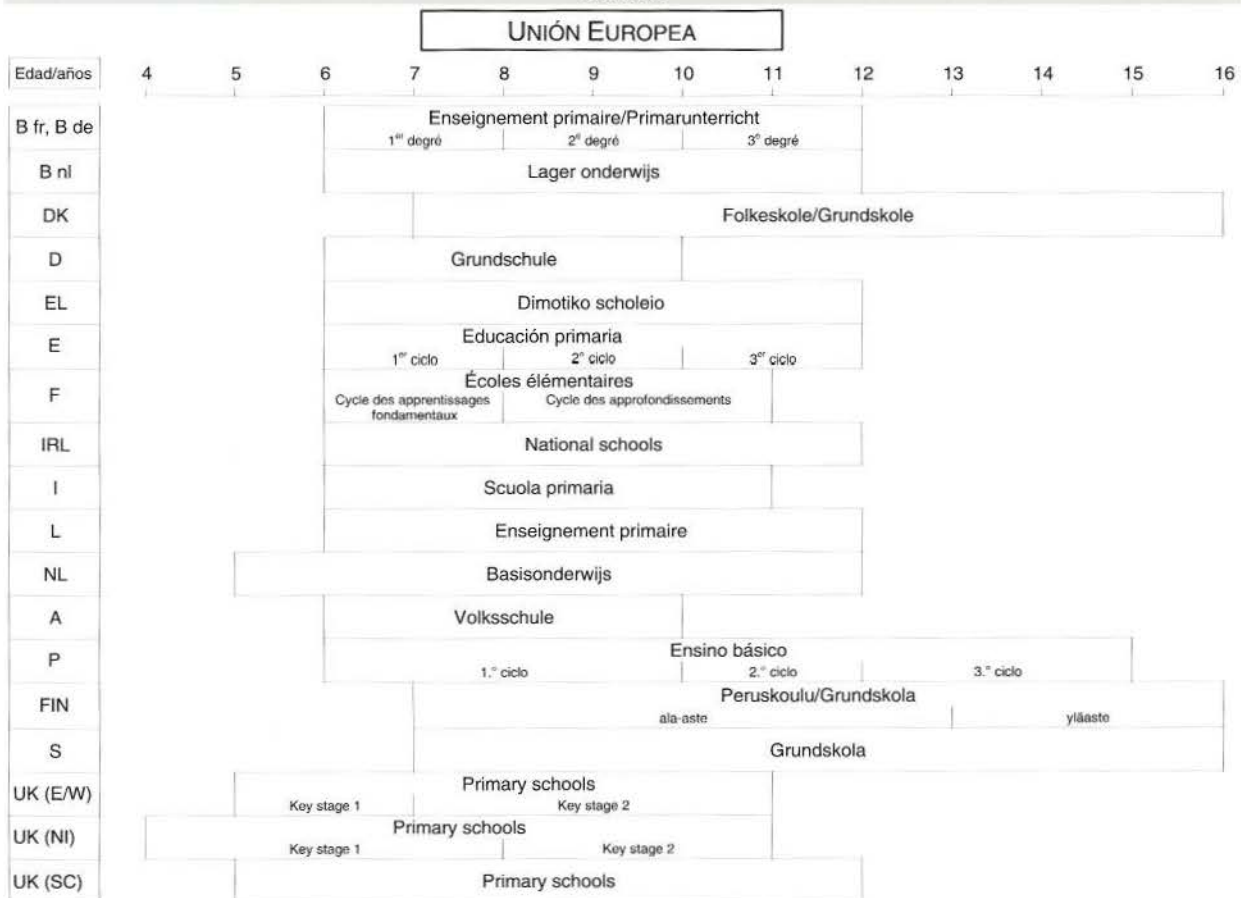 UNIÓN EUROPEA
Edad/años 4 5 6 7 8 9 10 11 12 13 14 15 16
B fr, B de Enseignement primaire/Primarunterricht
1er degré 2e degré 3e degré
B nl Lager onderwijs
DK Folkeskole/Grundskole
D Grundschule
EL Dimotiko scholeio
E Educación primaria
1er ciclo 2° ciclo 3er ciclo
F Écoles élémentaires
Cycle des apprentissages Cycle des approfondissements
fondamentaux
IRL National schools
I Scuola primaria
L Enseignement primaire
NL Basisonderwijs
A Volksschule
P Ensino básico
1.° ciclo 2.° ciclo 3.° ciclo
FIN Peruskoulu/Grundskola
ala-aste yläaste
S Grundskola
UK (E/W) Primary schools
Key stage 1 Key stage 2
UK (NI) Primary schools
Key stage 1 Key stage 2
UK (SC) Primary schools